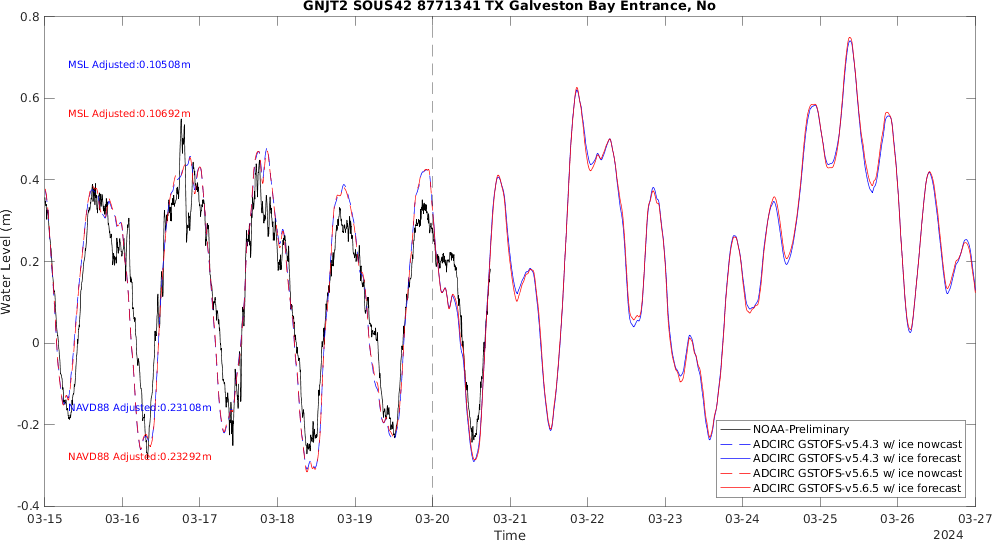 GNJT2 SOUS42 8771341 TX Galveston Bay Entrance, No
Water Level (m)
0.8
0.6
0.4
0.2
0
-0.2
-0.4
MSL Adjusted:0.10508m
MSL Adjusted:0.10692m
NAVD88 Adjusted:0.23108m
NAVD88 Adjusted:0.23292m
NOAA-Preliminary
ADCIRC GSTOFS-v5.4.3 w/ ice nowcast
ADCIRC GSTOFS-v5.4.3 w/ ice forecast
ADCIRC GSTOFS-v5.6.5 w/ ice nowcast
ADCIRC GSTOFS-v5.6.5 w/ ice forecast
03-15 03-16 03-17 03-18 03-19 03-20 03-21 03-22 03-23 03-24 03-25 03-26 03-27
Time
2024